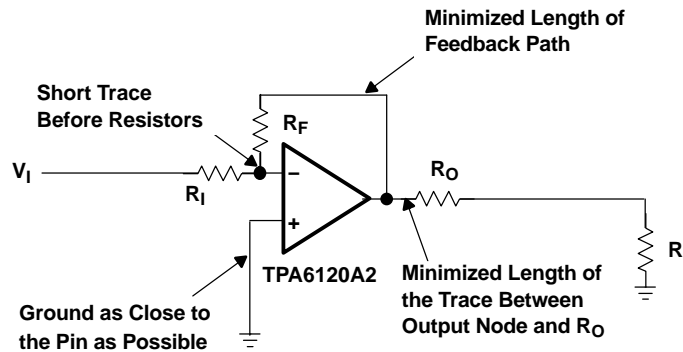 Minimized Length of
Feedback Path
Short Trace
Before Resistors
RF
VI
RI
−
+
RO
R
TPA6120A2
Minimized Length of
the Trace Between
Output Node and RO
Ground as Close to
the Pin as Possible